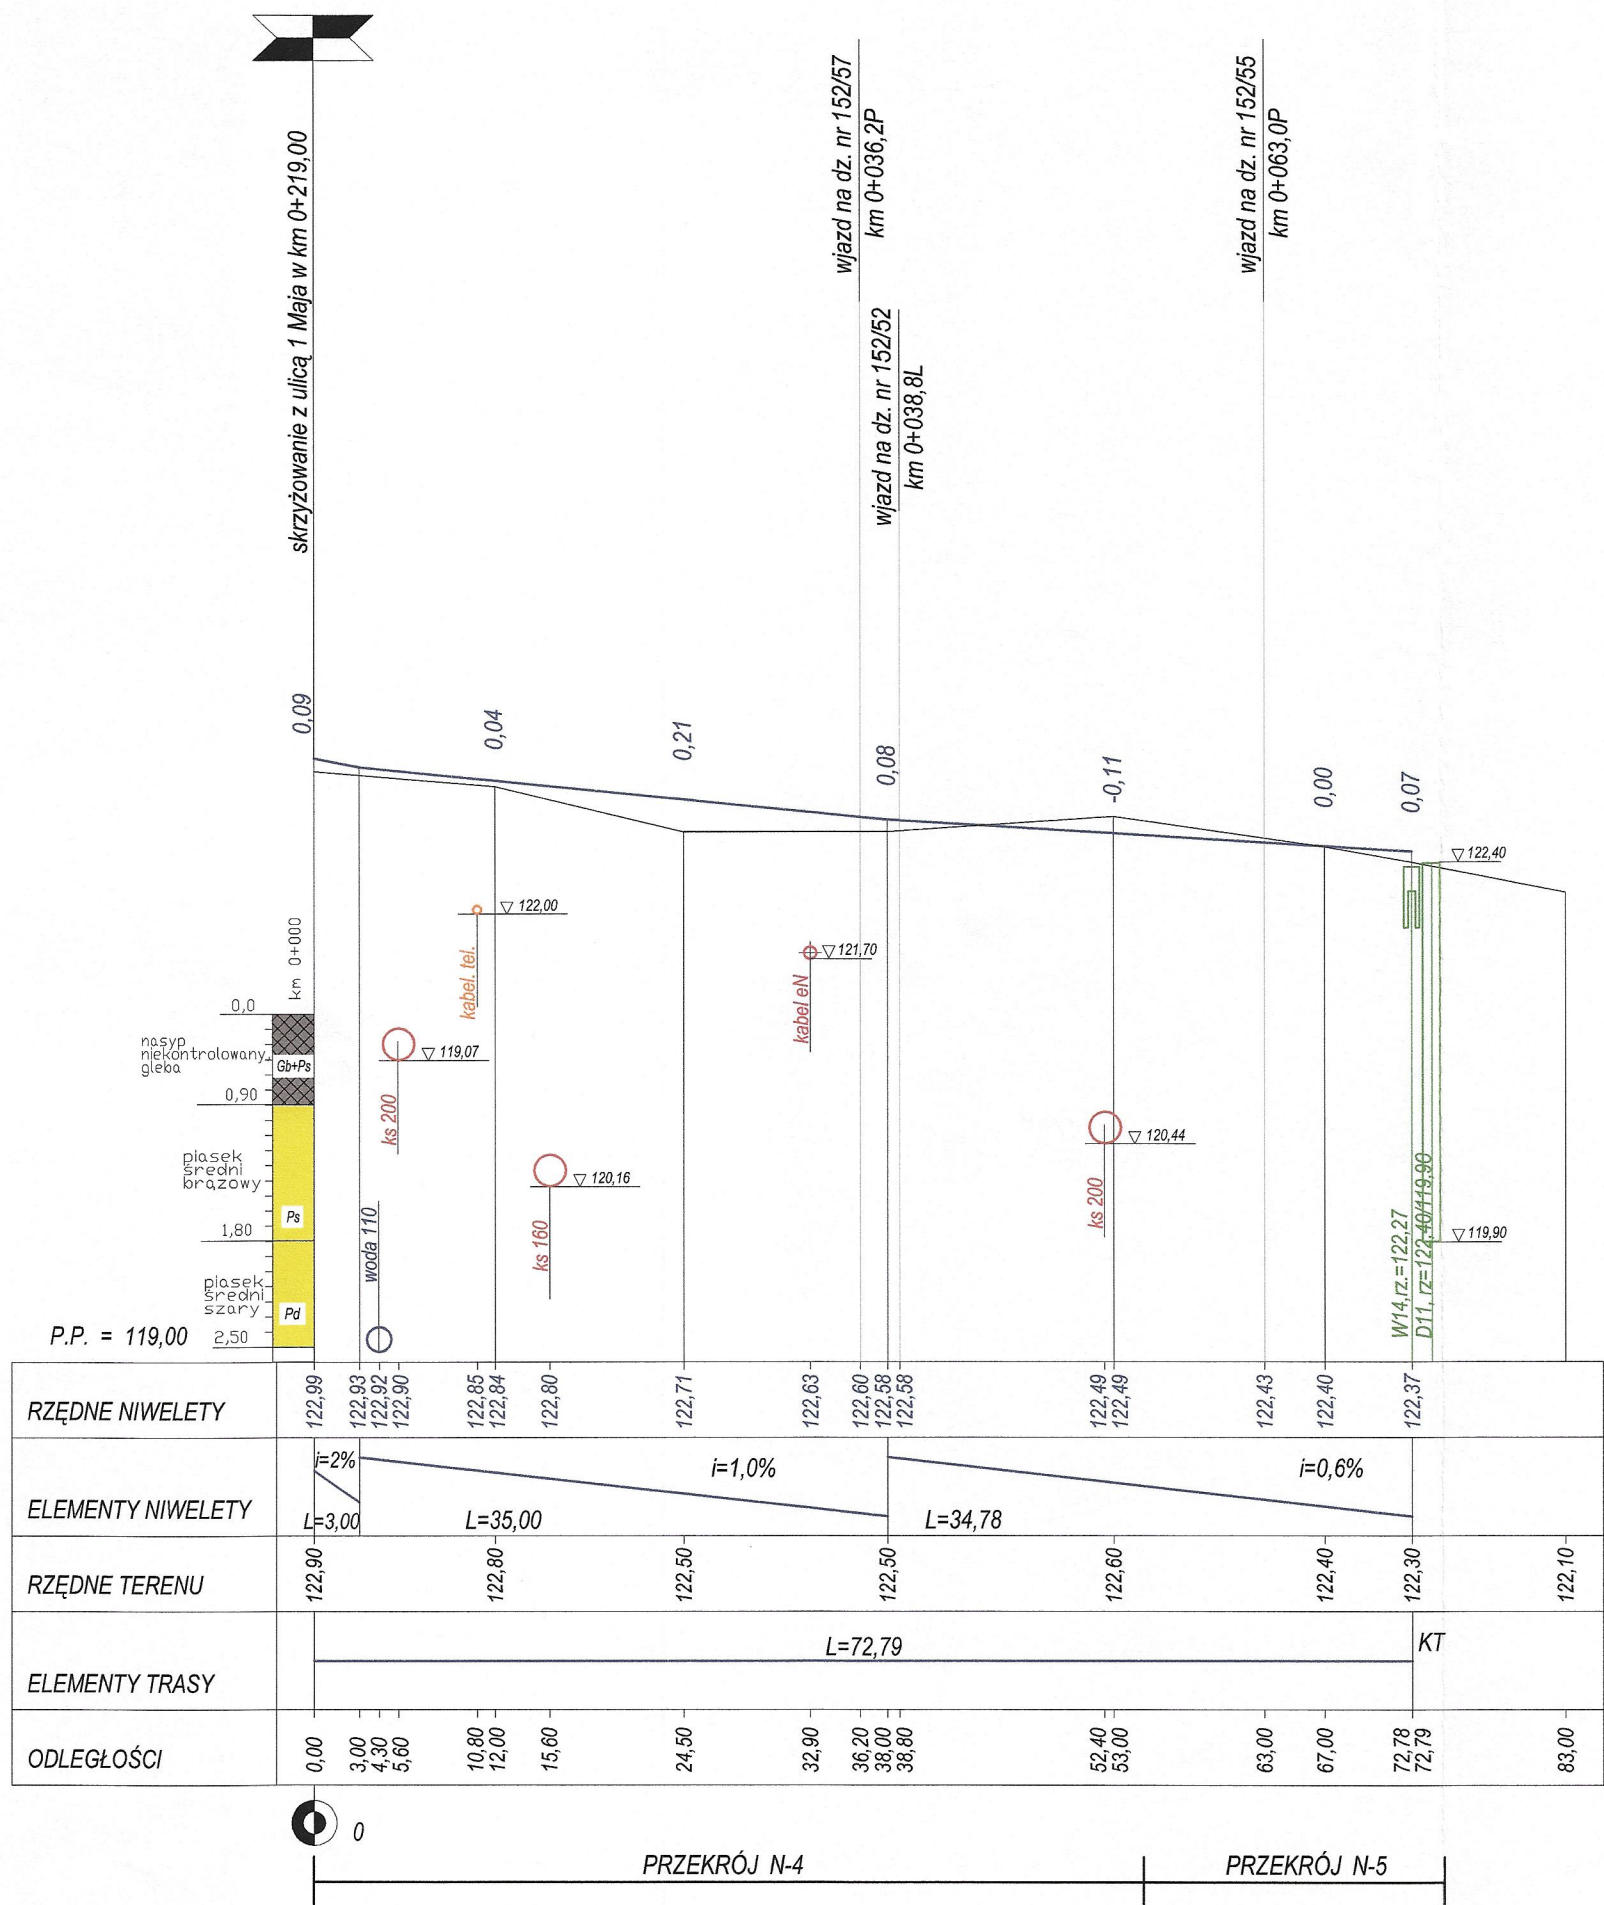 skrzyżowanie z ulicą 1 Maja w km 0+219,00
wjazd na dz. nr 152/57
km 0+036,2P
wjazd na dz. nr 152/52
km 0+038,8L
wjazd na dz. nr 152/55
km 0+063,0P
0,09
0,04
0,21
0,08
-0,11
0,00
0,07
122,40
122,00
kabel. tel.
121,70
kabel eN
km 0+000
0,0
nasyp
niekontrolowany,
gleba
Gb+Ps
0,90
119,07
ks 200
120,44
ks 200
piasek
średni
brązowy
Ps
120,16
ks 160
1,80
woda 110
119,90
W14,rz.=122,27
D11, rz=122,40/119,90
piasek
średni
szary
Pd
2,50
P.P. = 119,00
RZĘDNE NIWELETY
122,99
122,93
122,92
122,90
122,85
122,84
122,80
122,71
122,63
122,60
122,58
122,58
122,49
122,49
122,43
122,40
122,37
ELEMENTY NIWELETY
i=2%
L=3,00
i=1,0%
L=35,00
i=0,6%
L=34,78
RZĘDNE TERENU
122,90
122,80
122,50
122,50
122,60
122,40
122,30
122,10
ELEMENTY TRASY
L=72,79
KT
ODLEGŁOŚCI
0,00
3,00
4,30
5,60
10,80
12,00
15,60
24,50
32,90
36,20
38,00
38,80
52,40
53,00
63,00
67,00
72,78
72,79
83,00
0
PRZEKRÓJ N-4
PRZEKRÓJ N-5